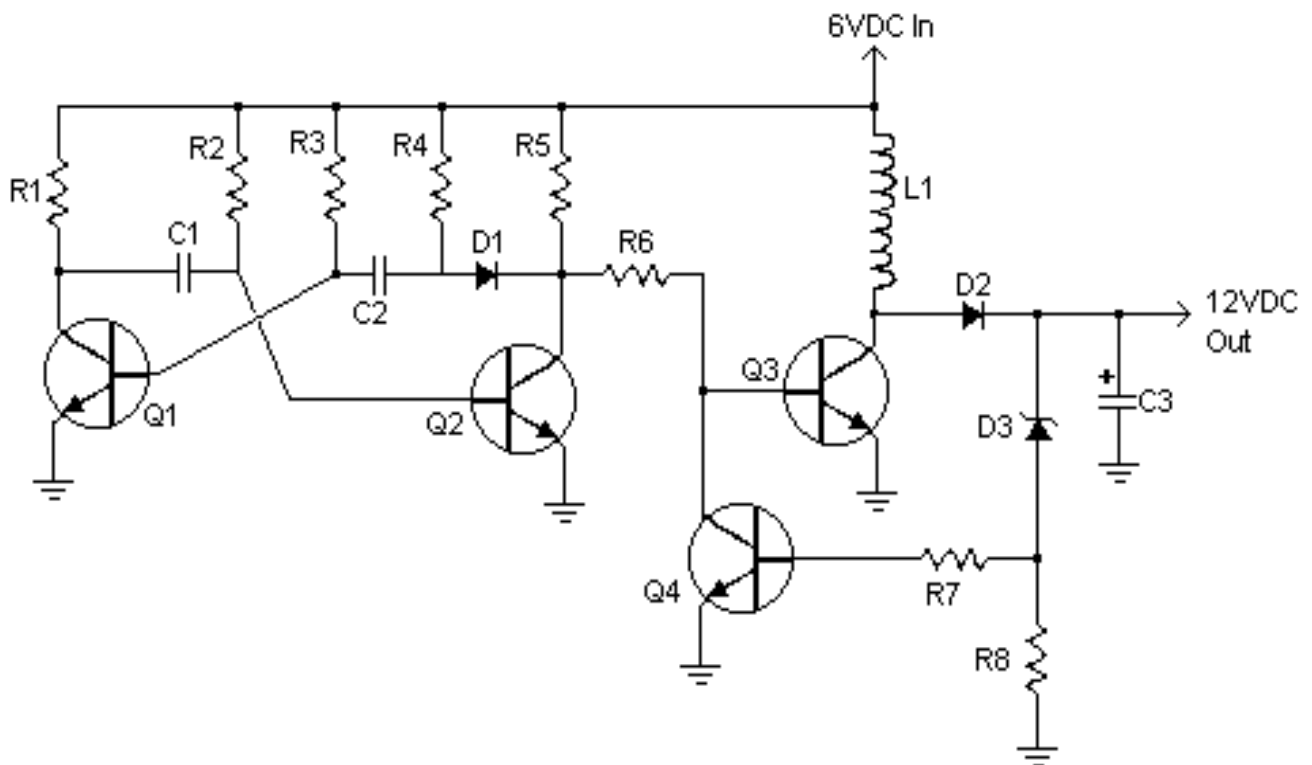 6VDC In
R1
R2
R3
R4
R5
L1
C1
D1
R6
C2
D2
12VDC
Out
Q1
Q2
Q3
+
C3
D3
Q4
R7
R8